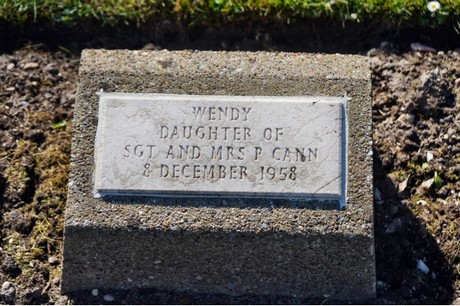 WENDY
DAUGHTER OF
SGT AND MRS P CANN
8 DECEMBER 1958